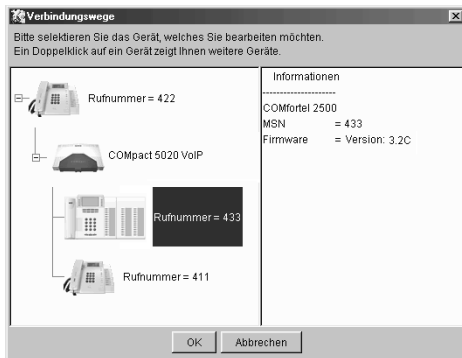 Verbindungswege
Bitte selektieren Sie das Gerät, welches Sie bearbeiten möchten.
Ein Doppelklick auf ein Gerät zeigt Ihnen weitere Geräte.
Rufnummer = 422
COMpact 5020 VoIP
Rufnummer = 433
Rufnummer = 411
Informationen
---------------------
COMfortel 2500
MSN = 433
Firmware = Version: 3.2C
OK Abbrechen